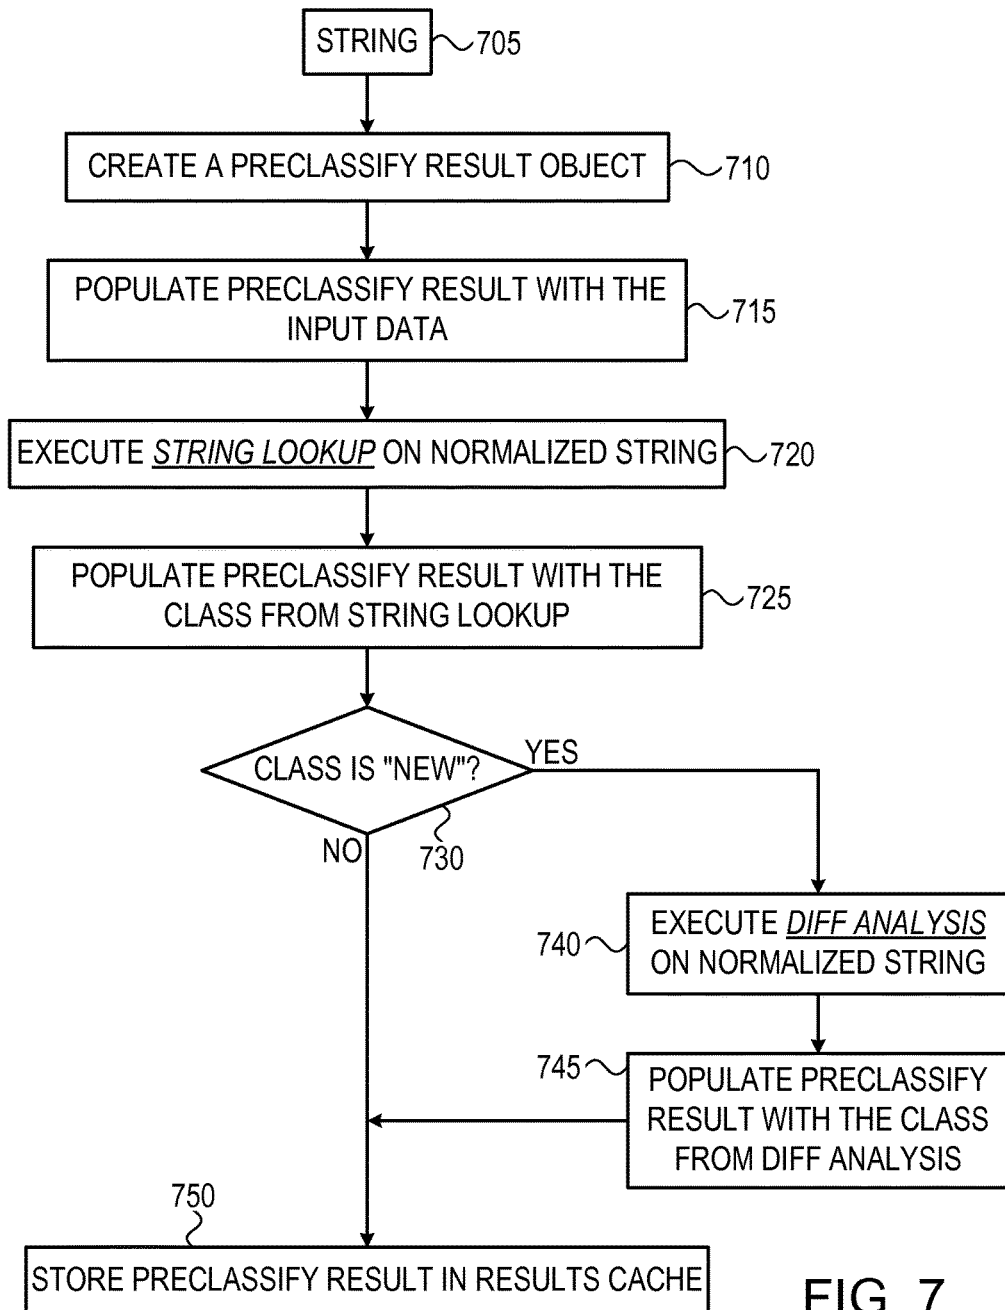 STRING
705
CREATE A PRECLASSIFY RESULT OBJECT
710
POPULATE PRECLASSIFY RESULT WITH THE
INPUT DATA
715
EXECUTE STRING LOOKUP ON NORMALIZED STRING
720
POPULATE PRECLASSIFY RESULT WITH THE
CLASS FROM STRING LOOKUP
725
CLASS IS "NEW"?
YES
NO
730
740
EXECUTE DIFF ANALYSIS
ON NORMALIZED STRING
745
POPULATE PRECLASSIFY
RESULT WITH THE CLASS
FROM DIFF ANALYSIS
750
STORE PRECLASSIFY RESULT IN RESULTS CACHE
FIG. 7